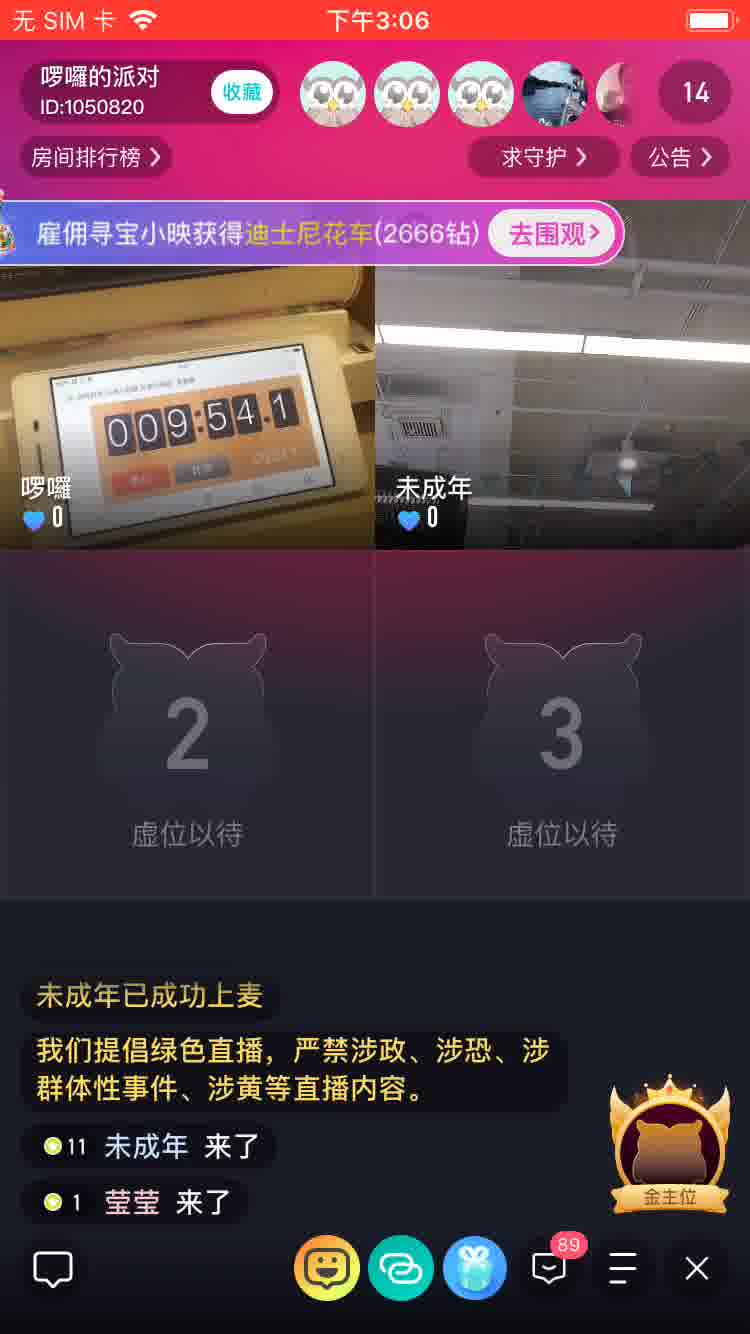 无 SIM 卡
下午3:06
啰囉的派对
ID:1050820
收藏
14
房间排行榜
求守护
公告
雇佣寻宝小映获得迪士尼花车(2666钻)
去围观
009:54.1
啰囉
0
未成年
0
2
3
虚位以待
虚位以待
未成年已成功上麦
我们提倡绿色直播，严禁涉政、涉恐、涉
群体性事件、涉黄等直播内容。
11 未成年 来了
1 莹莹 来了
金主位
89